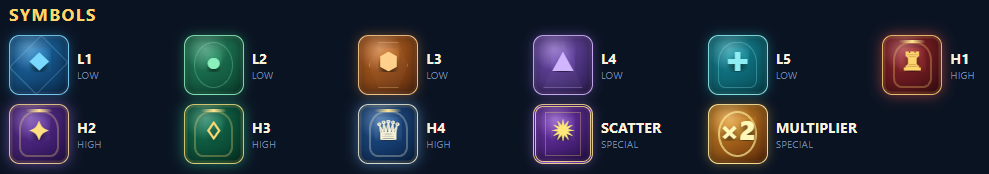 SYMBOLS
L1
LOW
L2
LOW
L3
LOW
L4
LOW
L5
LOW
H1
HIGH
H2
HIGH
H3
HIGH
H4
HIGH
SCATTER
SPECIAL
×2
MULTIPLIER
SPECIAL